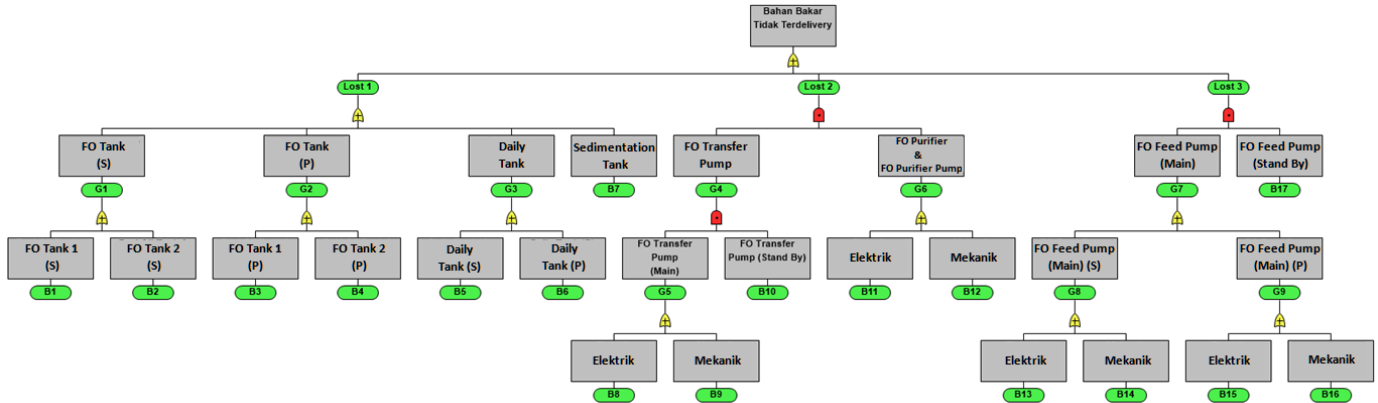 Bahan Bakar
Tidak Terdelivery
Lost 1
Lost 2
Lost 3
FO Tank
(S)
FO Tank
(P)
Daily
Tank
Sedimentation
Tank
FO Transfer
Pump
FO Purifier
&
FO Purifier Pump
FO Feed Pump
(Main)
FO Feed Pump
(Stand By)
G1
G2
G3
B7
G4
G6
G7
B17
FO Tank 1
(S)
FO Tank 2
(S)
FO Tank 1
(P)
FO Tank 2
(P)
Daily
Tank (S)
Daily
Tank (P)
FO Transfer
Pump
(Main)
FO Transfer
Pump (Stand By)
Elektrik
Mekanik
FO Feed Pump
(Main) (S)
FO Feed Pump
(Main) (P)
B1
B2
B3
B4
B5
B6
G5
B10
B11
B12
G8
G9
Elektrik
Mekanik
Elektrik
Mekanik
Elektrik
Mekanik
B8
B9
B13
B14
B15
B16